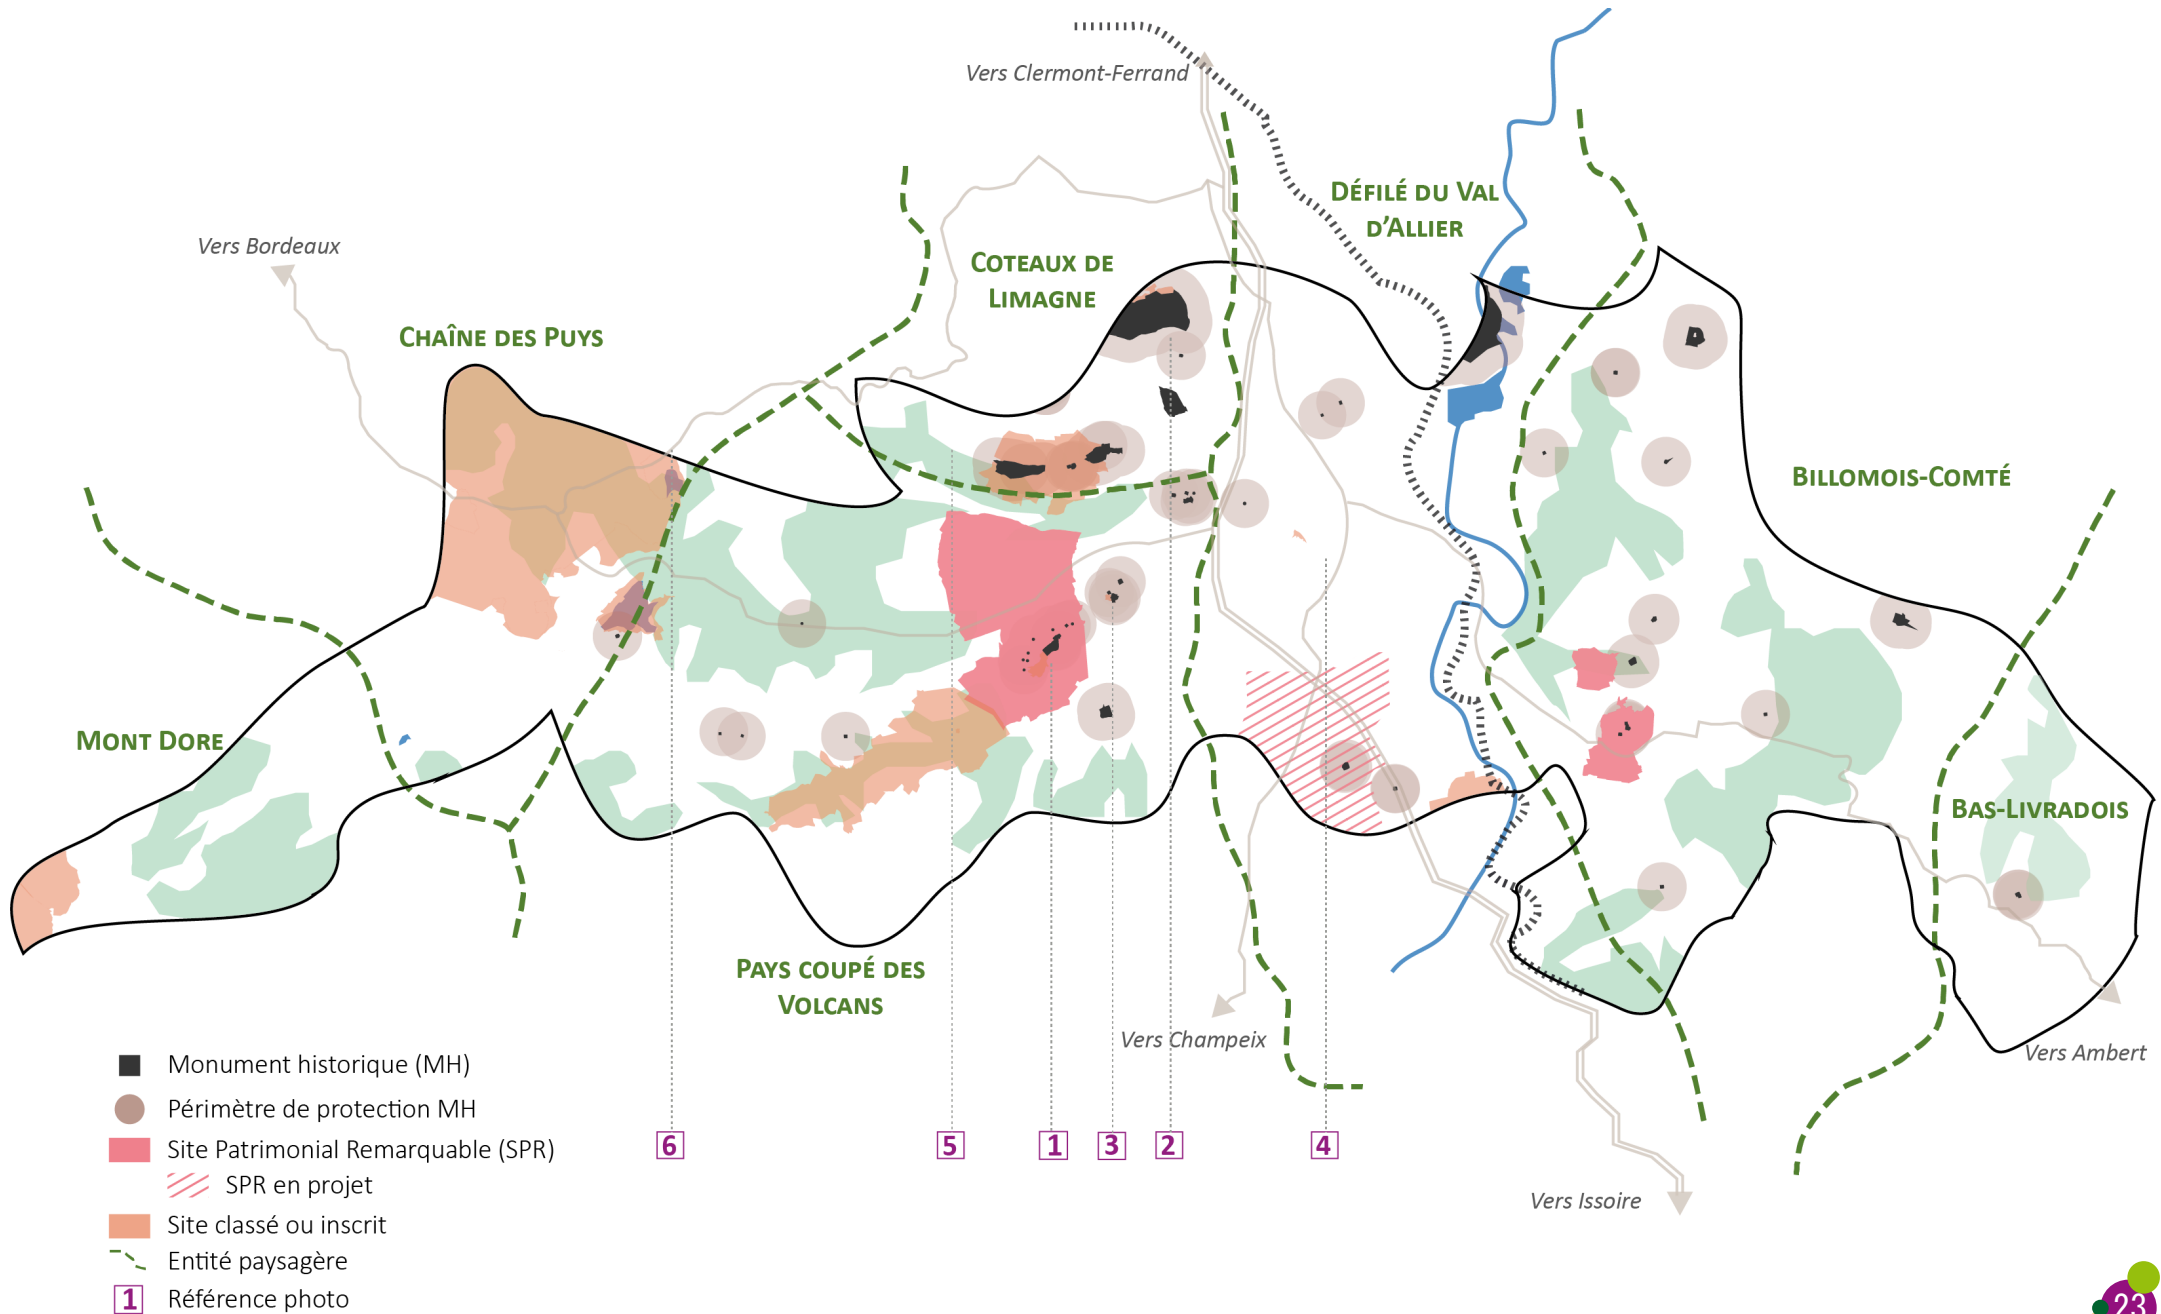 Vers Clermont-Ferrand
Défilé du Val
d’Allier
Vers Bordeaux
Coteaux de
Limagne
Chaîne des Puys
Billomois-Comté
Mont Dore
Bas-Livradois
Pays coupé des
Volcans
Vers Champeix
Vers Ambert
Monument historique (MH)
Périmètre de protection MH
6
5
1
3
2
4
Site Patrimonial Remarquable (SPR)
SPR en projet
Vers Issoire
Site classé ou inscrit
Entité paysagère
1 Référence photo
23